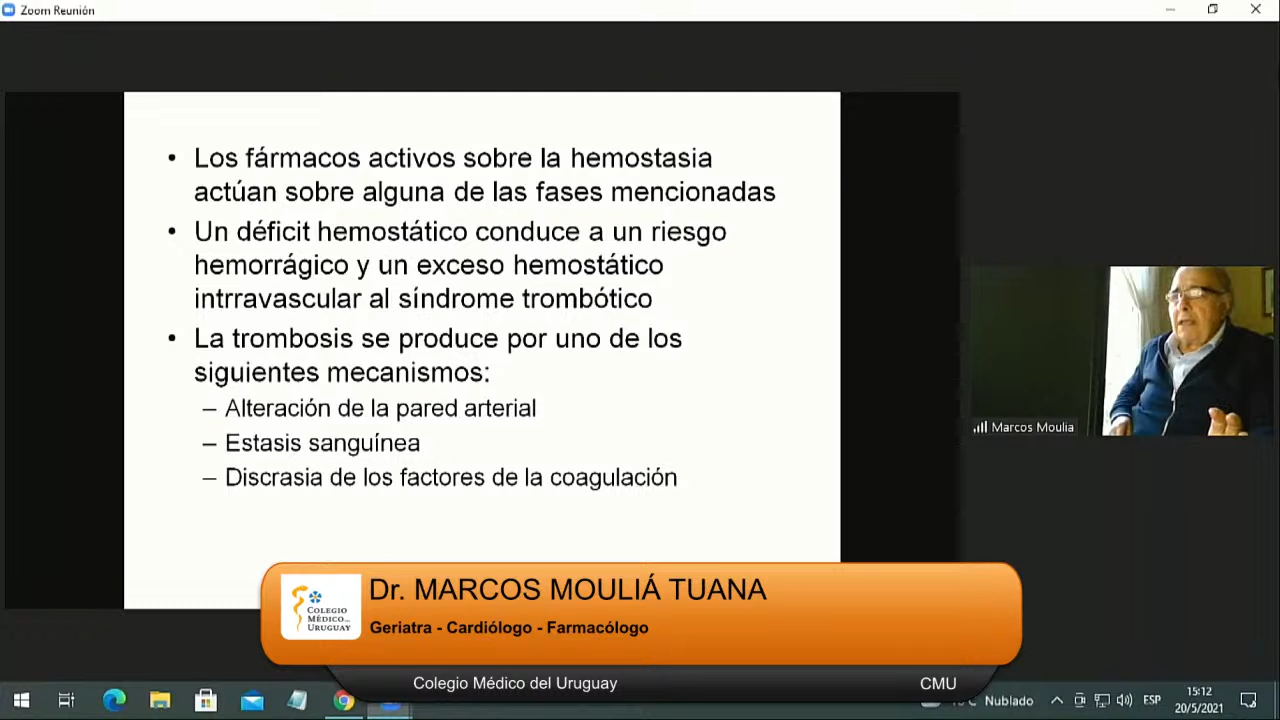 Zoom Reunión
• Los fármacos activos sobre la hemostasia
actúan sobre alguna de las fases mencionadas
• Un déficit hemostático conduce a un riesgo
hemorrágico y un exceso hemostático
intrravascular al síndrome trombótico
• La trombosis se produce por uno de los
siguientes mecanismos:
– Alteración de la pared arterial
– Estasis sanguínea
– Discrasia de los factores de la coagulación
Marcos Moulia
COLEGIO
MÉDICO DEL
URUGUAY
Dr. MARCOS MOULIÁ TUANA
Geriatra - Cardiólogo - Farmacólogo
Colegio Médico del Uruguay
CMU
Nublado
ESP
15:12
20/5/2021